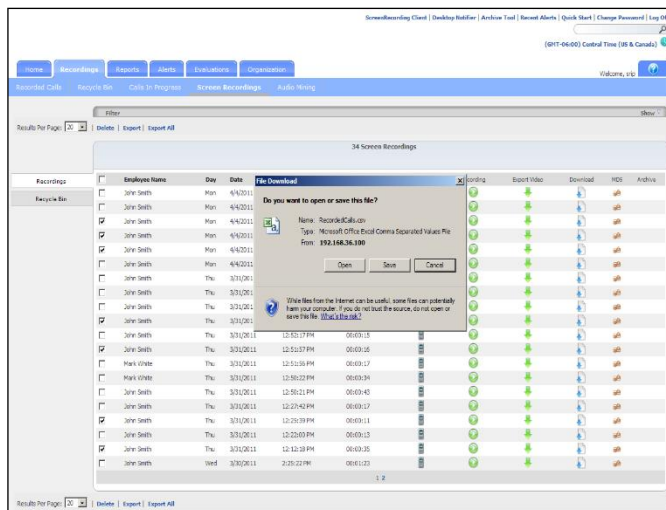 ScreenRecording Client | Desktop Notifier | Archive Tool | Recent Alerts | Quick Start | Change Password | Log Of
(GMT-06:00) Central Time (US & Canada)
Home Recordings Reports Alerts Evaluations Organization
Welcome, srip
Recorded Calls Recycle Bin Calls In Progress Screen Recordings Audio Mining
Filter Show
Results Per Page: 20 | Delete | Export | Export All
34 Screen Recordings
Recordings
Recycle Bin
Employee Name Day Date cording Export Video Download MD5 Archive
John Smith Mon 4/4/2011
John Smith Mon 4/4/2011
John Smith Mon 4/4/2011
John Smith Mon 4/4/2011
John Smith Mon 4/4/2011
John Smith Thu 3/31/2011
John Smith Thu 3/31/2011
John Smith Thu 3/31/2011
John Smith Thu 3/31/2011
John Smith Thu 3/31/2011 12:52:17 PM 00:00:15
John Smith Thu 3/31/2011 12:51:57 PM 00:00:16
Mark White Thu 3/31/2011 12:51:56 PM 00:00:17
Mark White Thu 3/31/2011 12:50:22 PM 00:00:34
John Smith Thu 3/31/2011 12:50:21 PM 00:00:43
John Smith Thu 3/31/2011 12:27:42 PM 00:00:17
John Smith Thu 3/31/2011 12:25:39 PM 00:00:11
John Smith Thu 3/31/2011 12:22:00 PM 00:00:13
John Smith Thu 3/31/2011 12:12:18 PM 00:00:35
John Smith Wed 3/30/2011 2:25:22 PM 00:01:23
1 2
Results Per Page: 20 | Delete | Export | Export All
File Download
Do you want to open or save this file?
Name: RecordedCalls.csv
Type: Microsoft Office Excel Comma Separated Values File
From: 192.168.36.100
Open Save Cancel
While files from the Internet can be useful, some files can potentially
harm your computer. If you do not trust the source, do not open or
save this file. What's the risk?